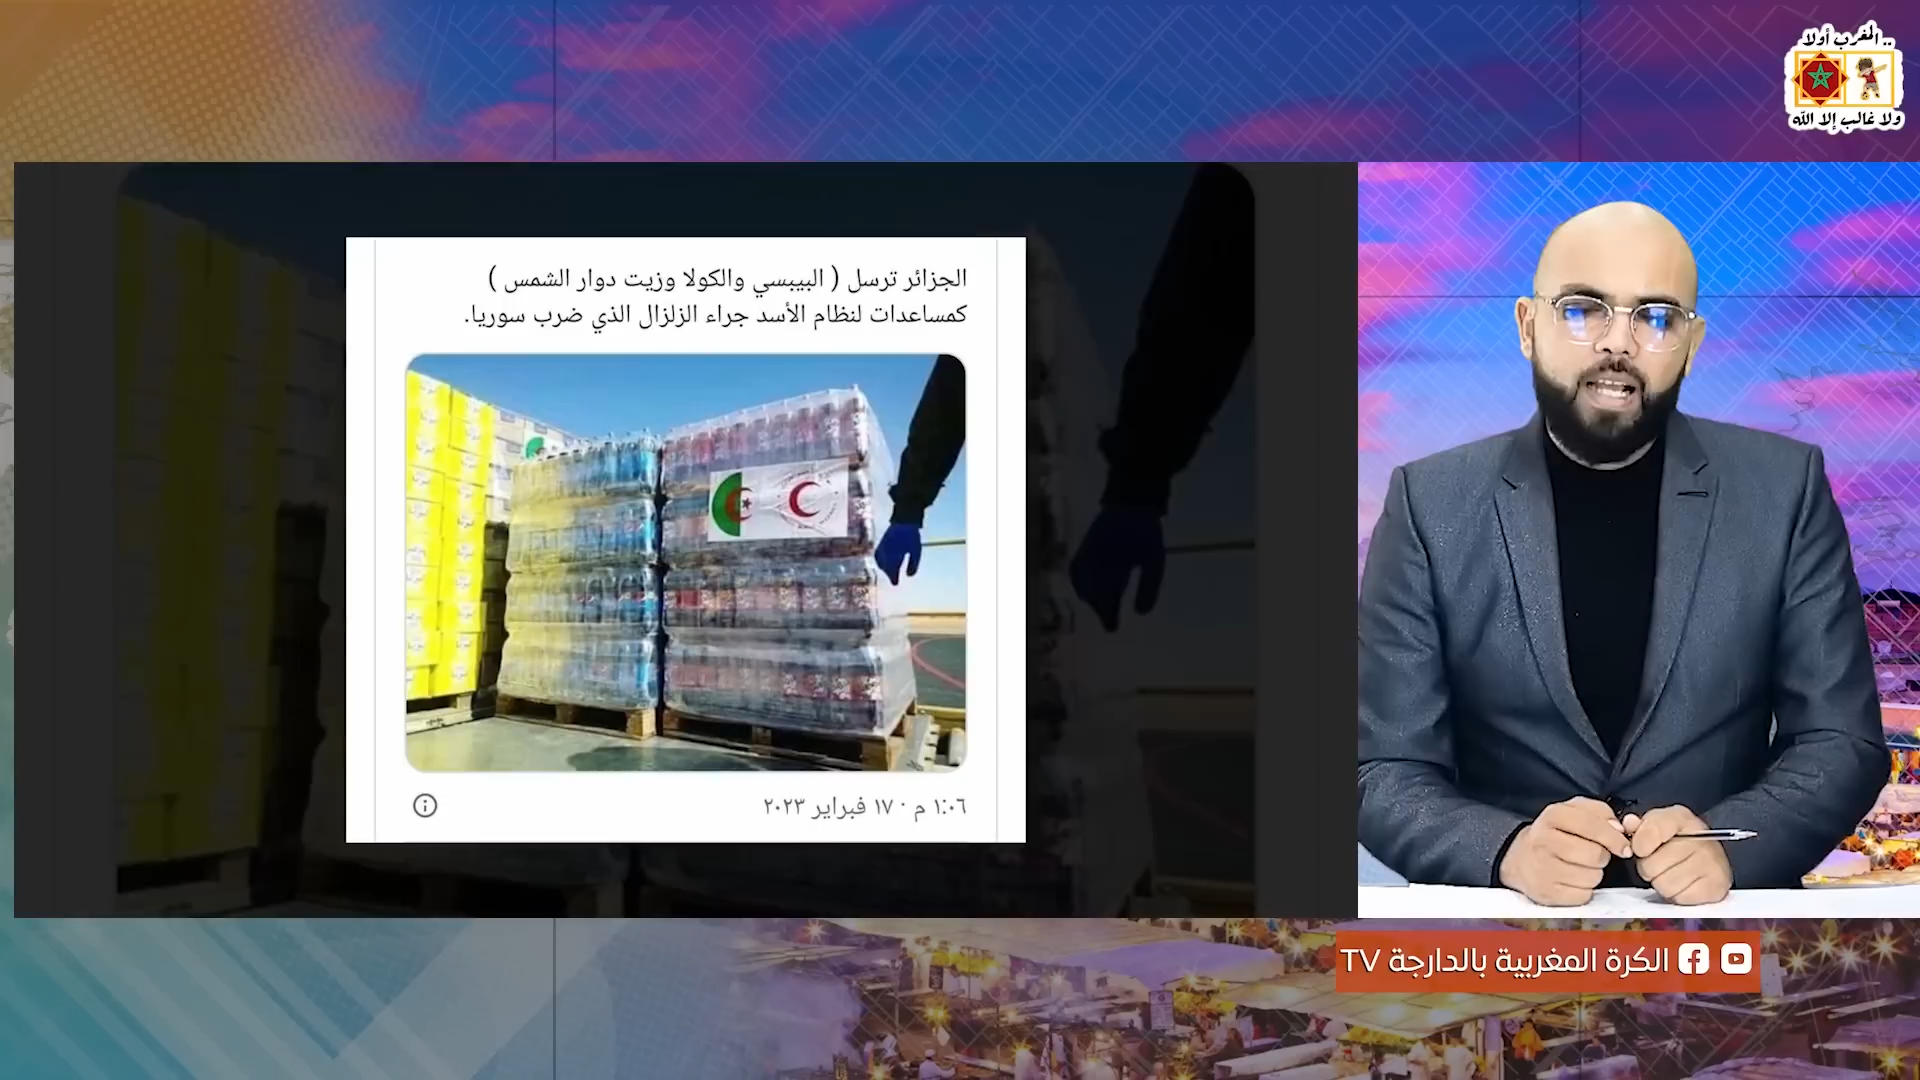 .. المغرب أولا
ولا غالب إلا الله
الجزائر ترسل ( البيبسي والكولا وزيت دوار الشمس )
كمساعدات لنظام الأسد جراء الزلزال الذي ضرب سوريا.
١:٠٦ م · ١٧ فبراير ٢٠٢٣
الكرة المغربية بالدارجة TV